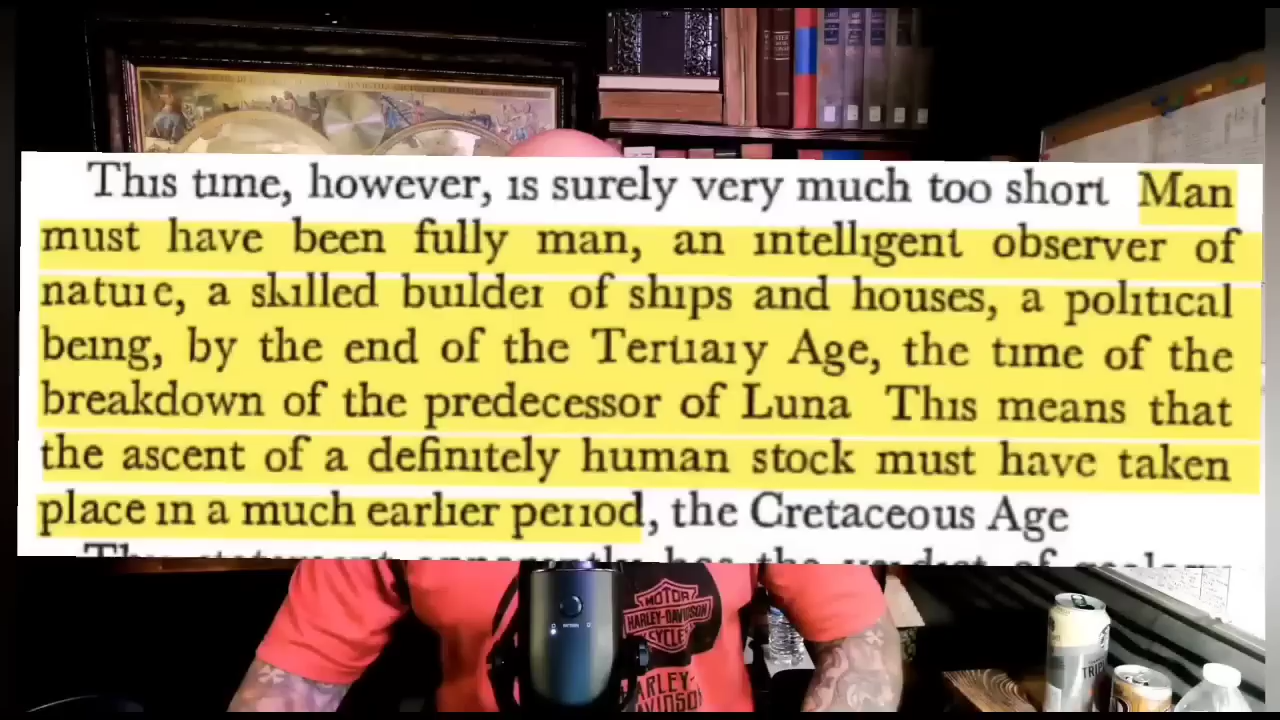 This time, however, is surely very much too short Man
must have been fully man, an intelligent observer of
nature, a skilled builder of ships and houses, a political
being, by the end of the Tertiary Age, the time of the
breakdown of the predecessor of Luna This means that
the ascent of a definitely human stock must have taken
place in a much earlier period, the Cretaceous Age
MOTOR
HARLEY-DAVIDSON
CYCLES